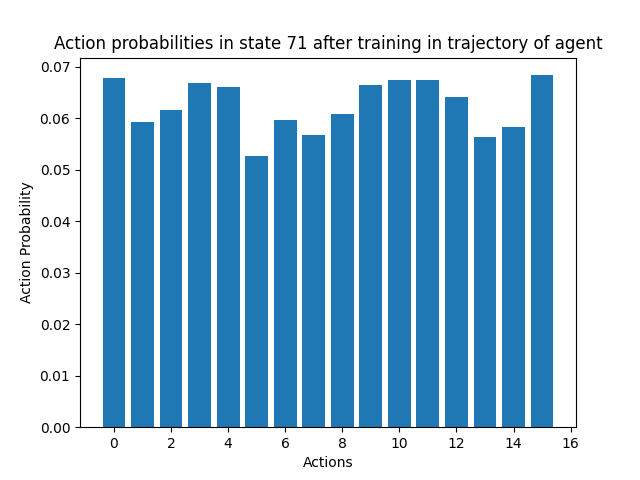 Action probabilities in state 71 after training in trajectory of agent
0.07
0.06
0.05
0.04
0.03
0.02
0.01
0.00
Action Probability
0 2 4 6 8 10 12 14 16
Actions